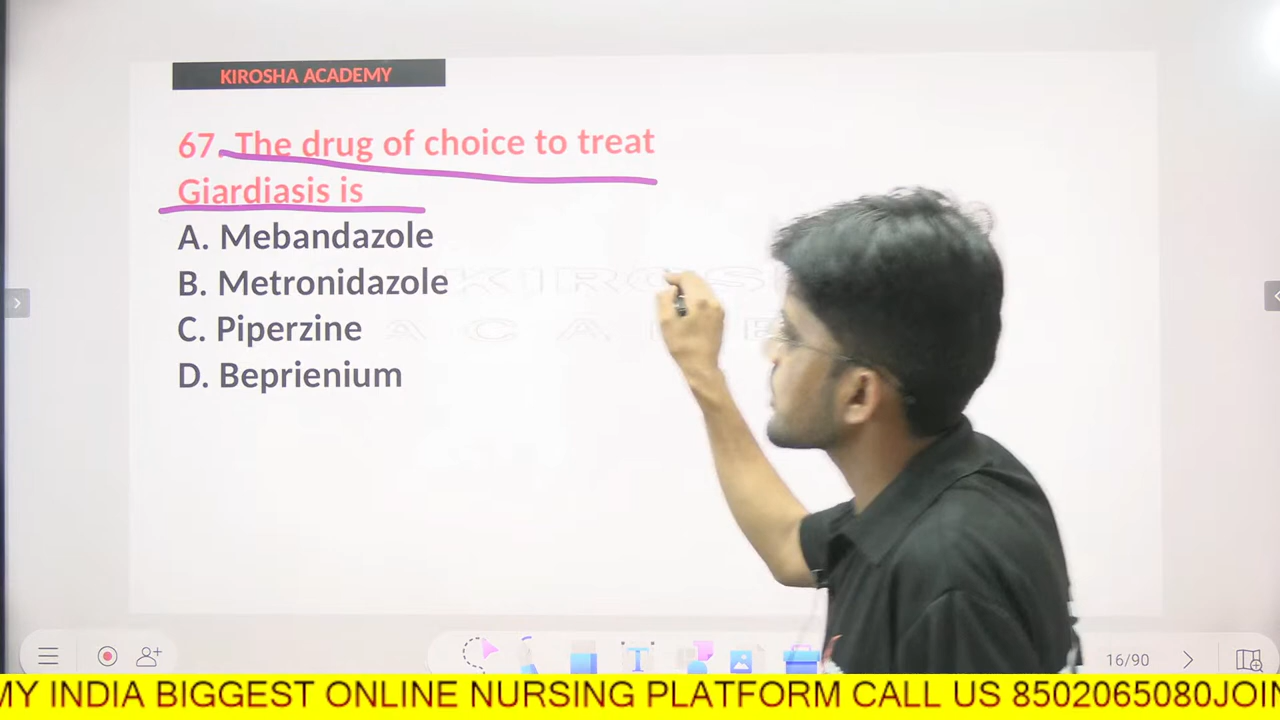 KIROSHA ACADEMY
67. The drug of choice to treat
Giardiasis is
A. Mebandazole
B. Metronidazole
C. Piperzine
D. Beprienium
KIROS
A C A
16/90
MY INDIA BIGGEST ONLINE NURSING PLATFORM CALL US 8502065080JOIN